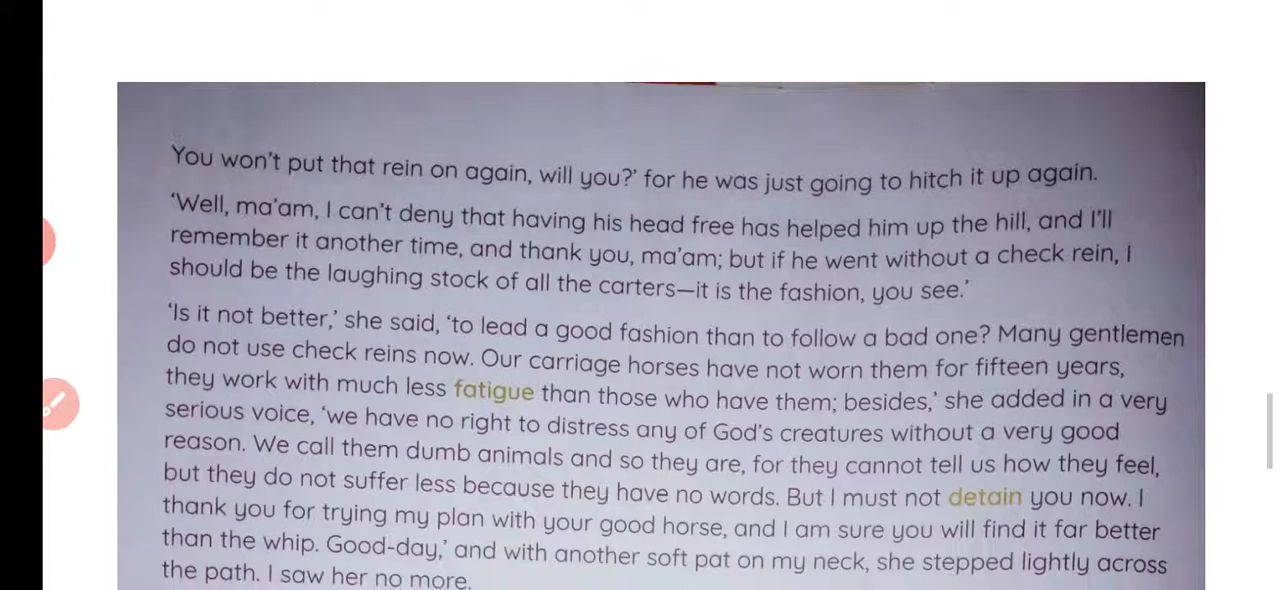 You won't put that rein on again, will you?' for he was just going to hitch it up again.
'Well, ma'am, I can't deny that having his head free has helped him up the hill, and I'll
remember it another time, and thank you, ma'am; but if he went without a check rein, I
should be the laughing stock of all the carters—it is the fashion, you see.'
'Is it not better,' she said, 'to lead a good fashion than to follow a bad one? Many gentlemen
do not use check reins now. Our carriage horses have not worn them for fifteen years,
they work with much less fatigue than those who have them; besides,' she added in a very
serious voice, 'we have no right to distress any of God's creatures without a very good
reason. We call them dumb animals and so they are, for they cannot tell us how they feel,
but they do not suffer less because they have no words. But I must not detain you now. I
thank you for trying my plan with your good horse, and I am sure you will find it far better
than the whip. Good-day,' and with another soft pat on my neck, she stepped lightly across
the path. I saw her no more.